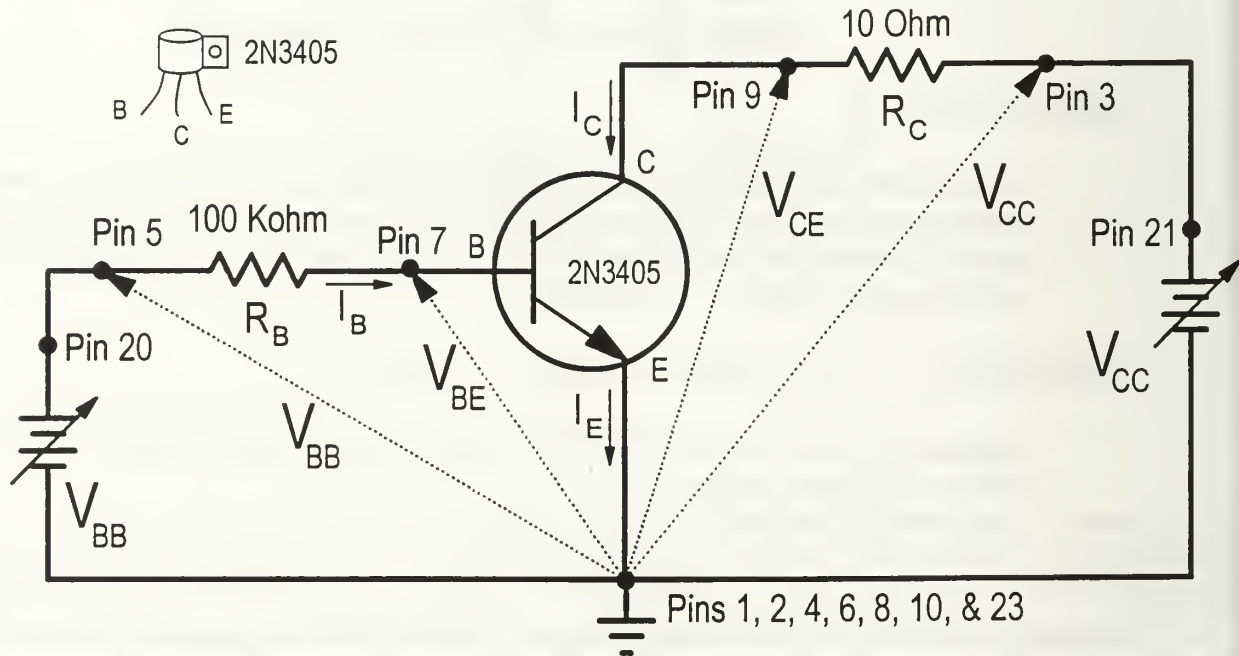 2N3405
B
C
E
10 Ohm
Pin 9
R_C
Pin 3
I_C
C
V_CE
V_CC
Pin 21
V_CC
Pin 5
100 Kohm
Pin 7
B
2N3405
R_B
I_B
Pin 20
V_BE
E
I_E
V_BB
V_BB
Pins 1, 2, 4, 6, 8, 10, & 23